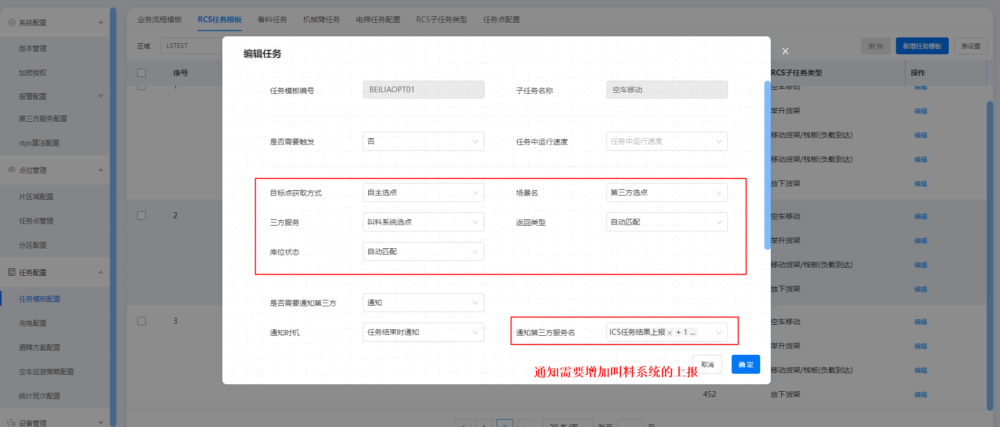 系统配置
版本管理
加密授权
报警配置
第三方服务配置
rtps算法配置
点位管理
片区域配置
任务点管理
分区配置
任务配置
任务模板配置
充电配置
避障方案配置
空车巡游策略配置
统计班次配置
设备管理
业务流程模板 RCS任务模板 备料任务 机械臂任务 电梯任务配置 RCS子任务类型 任务点配置
区域 LSTEST 删 除 新增任务模板 表设置
序号 RCS子任务类型 操作
1 空车移动 编辑
举升货架 编辑
移动货架/栈板(负载到达) 编辑
移动货架/栈板(负载到达) 编辑
放下货架 编辑
2 空车移动 编辑
举升货架 编辑
移动货架/栈板(负载到达) 编辑
放下货架 编辑
3 空车移动 编辑
举升货架 编辑
移动货架/栈板(负载到达) 编辑
452 放下货架 编辑
1 2 20 条/页 跳至 页
编辑任务 X
任务模板编号 BEILIAOPT01 子任务名称 空车移动
是否需要触发 否 任务中运行速度 任务中运行速度
目标点获取方式 自主选点 场景名 第三方选点
三方服务 叫料系统选点 返回类型 自动匹配
库位状态 自动匹配
是否需要通知第三方 通知
通知时机 任务结束时通知 通知第三方服务名 ICS任务结果上报 x + 1 ...
取消 确 定
通知需要增加叫料系统的上报